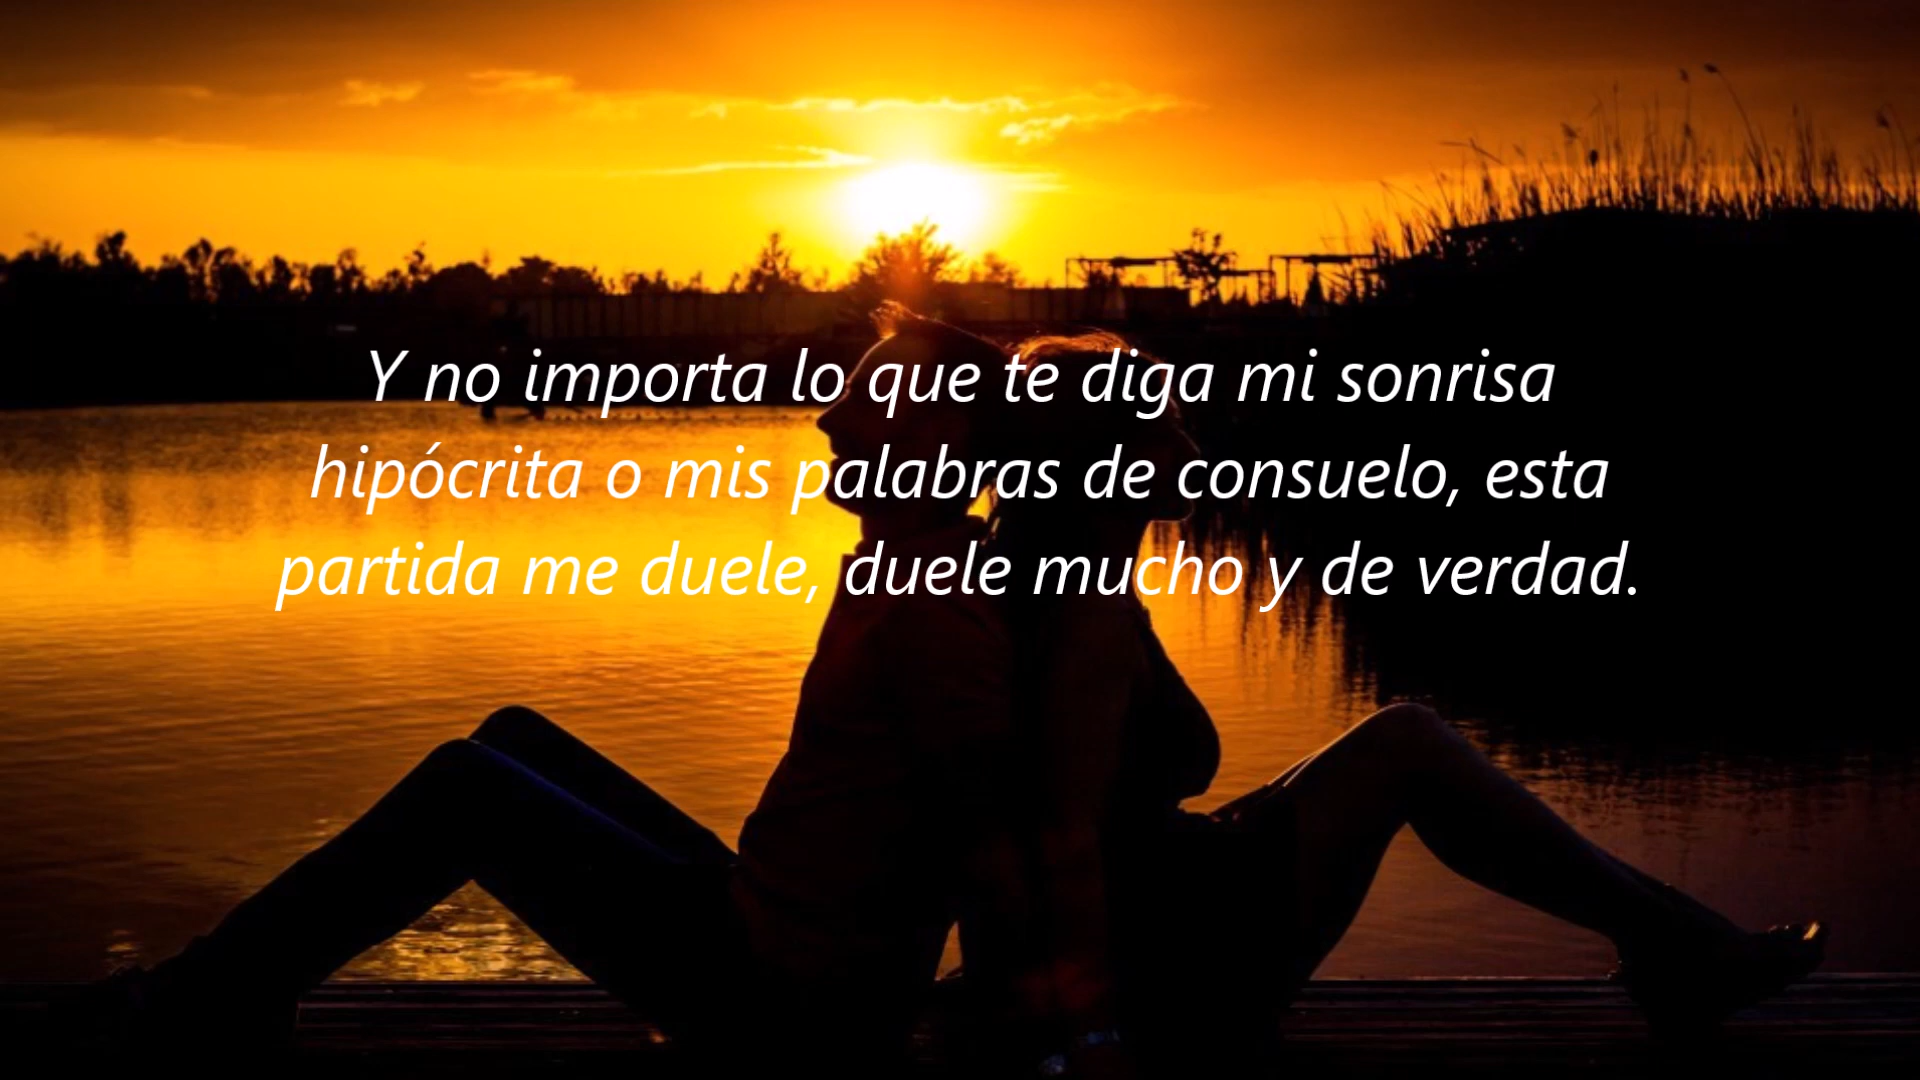 Y no importa lo que te diga mi sonrisa
hipócrita o mis palabras de consuelo, esta
partida me duele, duele mucho y de verdad.